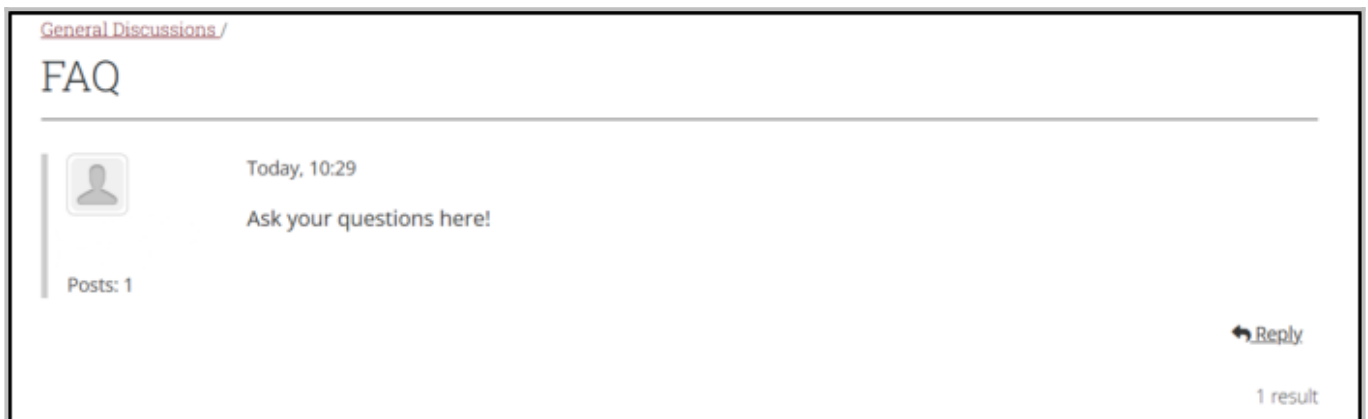 General Discussions /
FAQ
Today, 10:29
Ask your questions here!
Posts: 1
Reply
1 result